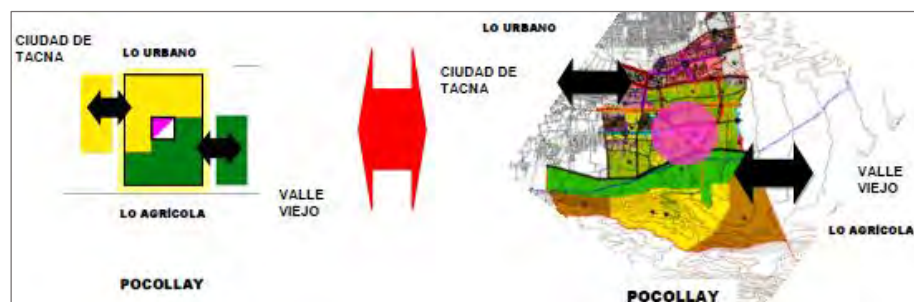 CIUDAD DE
TACNA
LO URBANO
VALLE
VIEJO
LO AGRÍCOLA
POCOLLAY
LO URBANO
CIUDAD DE
TACNA
VALLE
VIEJO
LO AGRÍCOLA
POCOLLAY